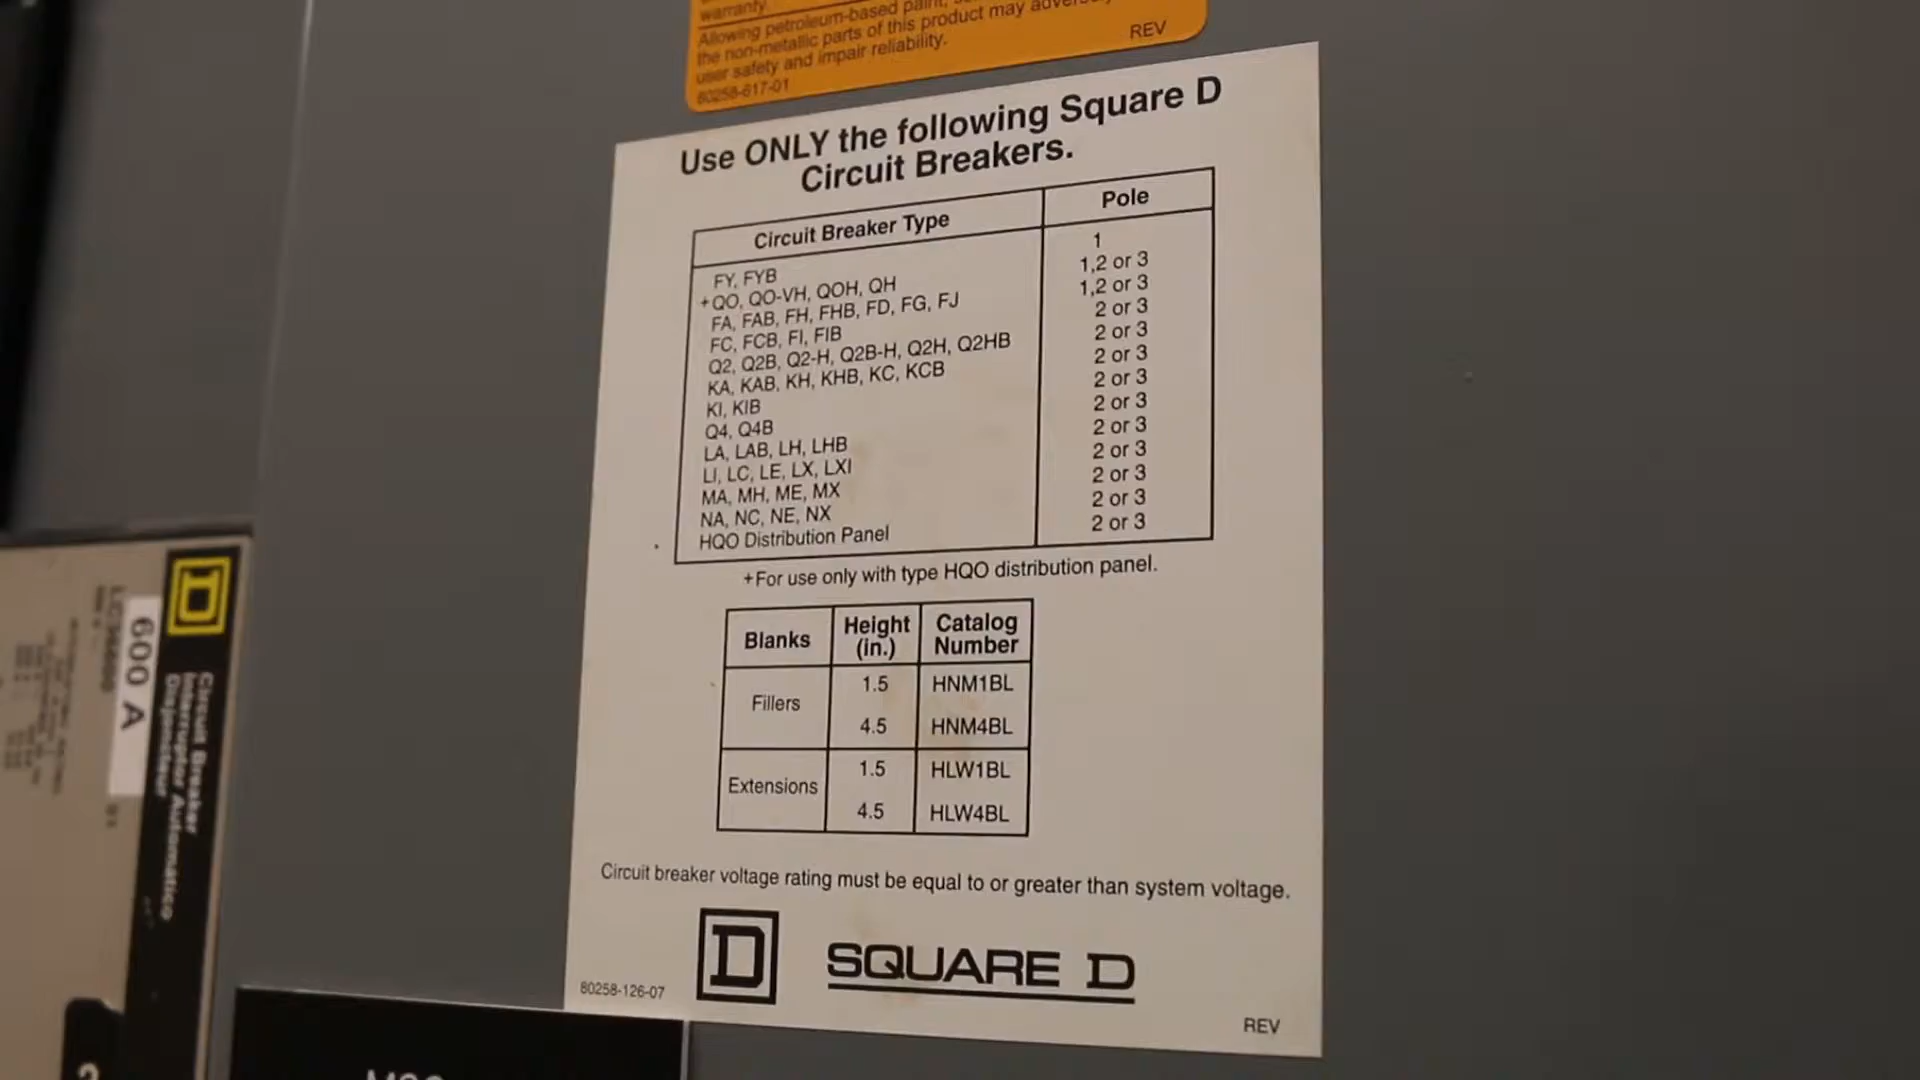 warranty.
Allowing petroleum-based paint,
the non-metallic parts of this product may
user safety and impair reliability.
80258-617-01
REV
Use ONLY the following Square D
Circuit Breakers.
Circuit Breaker Type Pole
FY, FYB 1
+QO, QO-VH, QOH, QH 1,2 or 3
FA, FAB, FH, FHB, FD, FG, FJ 1,2 or 3
FC, FCB, FI, FIB 2 or 3
Q2, Q2B, Q2-H, Q2B-H, Q2H, Q2HB 2 or 3
KA, KAB, KH, KHB, KC, KCB 2 or 3
KI, KIB 2 or 3
Q4, Q4B 2 or 3
LA, LAB, LH, LHB 2 or 3
LI, LC, LE, LX, LXI 2 or 3
MA, MH, ME, MX 2 or 3
NA, NC, NE, NX 2 or 3
HQO Distribution Panel 2 or 3
+For use only with type HQO distribution panel.
Blanks Height (in.) Catalog Number
Fillers 1.5 HNM1BL
4.5 HNM4BL
Extensions 1.5 HLW1BL
4.5 HLW4BL
Circuit breaker voltage rating must be equal to or greater than system voltage.
D SQUARE D
80258-126-07
REV
D
600 A
Circuit Breaker
Interruptor Automatico
Disjoncteur